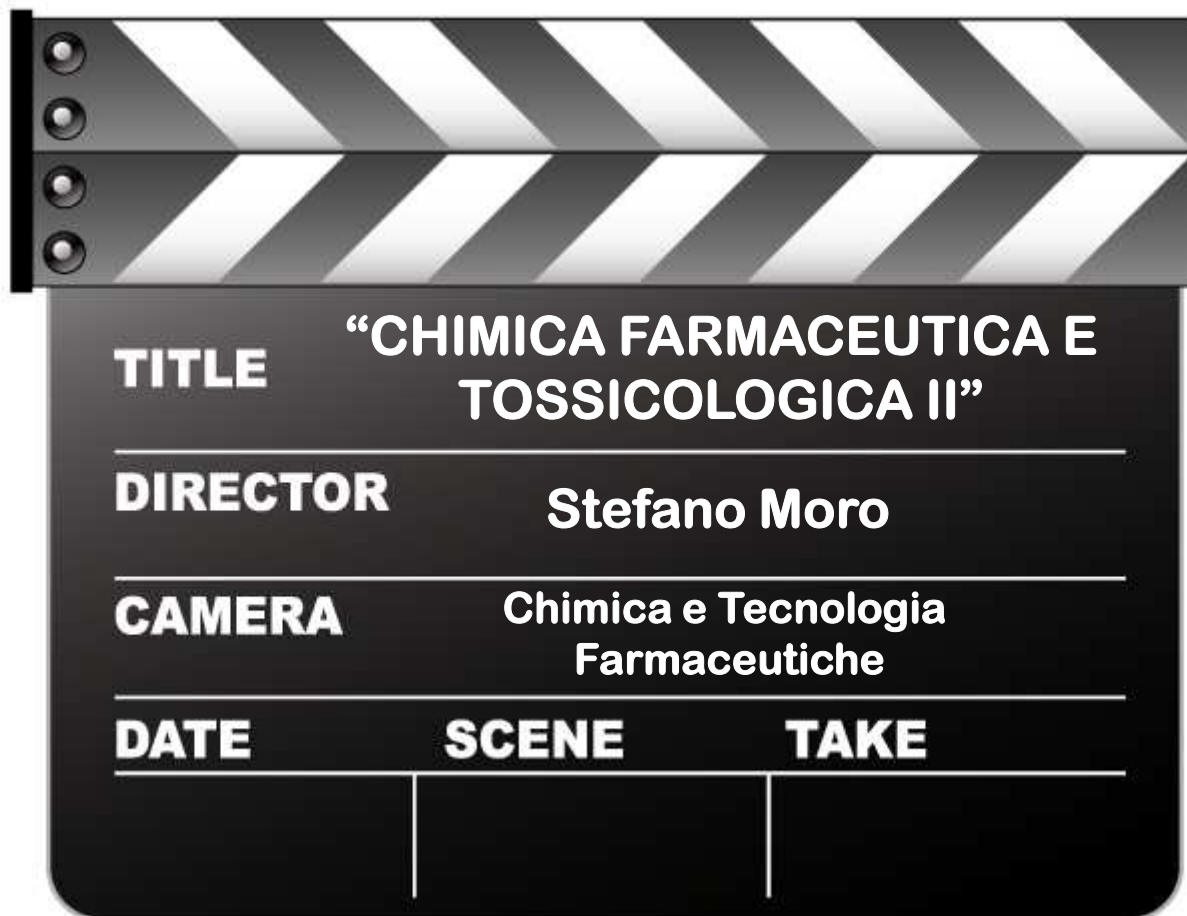 TITLE
“CHIMICA FARMACEUTICA E
TOSSICOLOGICA II”
DIRECTOR
Stefano Moro
CAMERA
Chimica e Tecnologia
Farmaceutiche
DATE SCENE TAKE